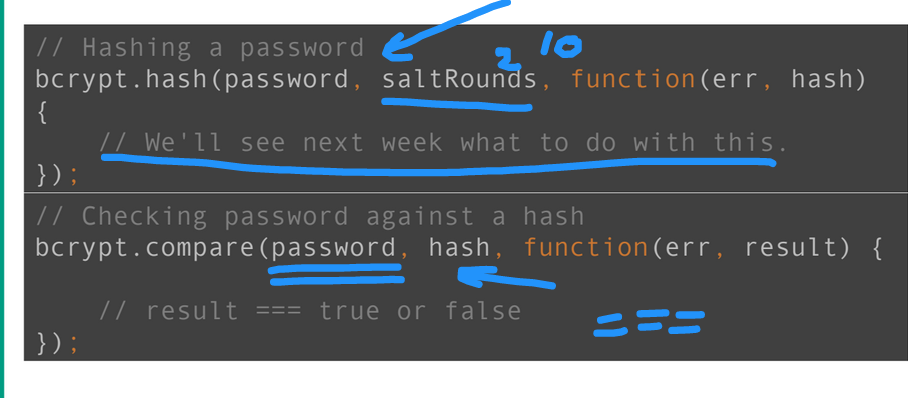 // Hashing a password
2 10
bcrypt.hash(password, saltRounds, function(err, hash)
{
    // We'll see next week what to do with this.
});
// Checking password against a hash
bcrypt.compare(password, hash, function(err, result) {
    // result === true or false
===
});